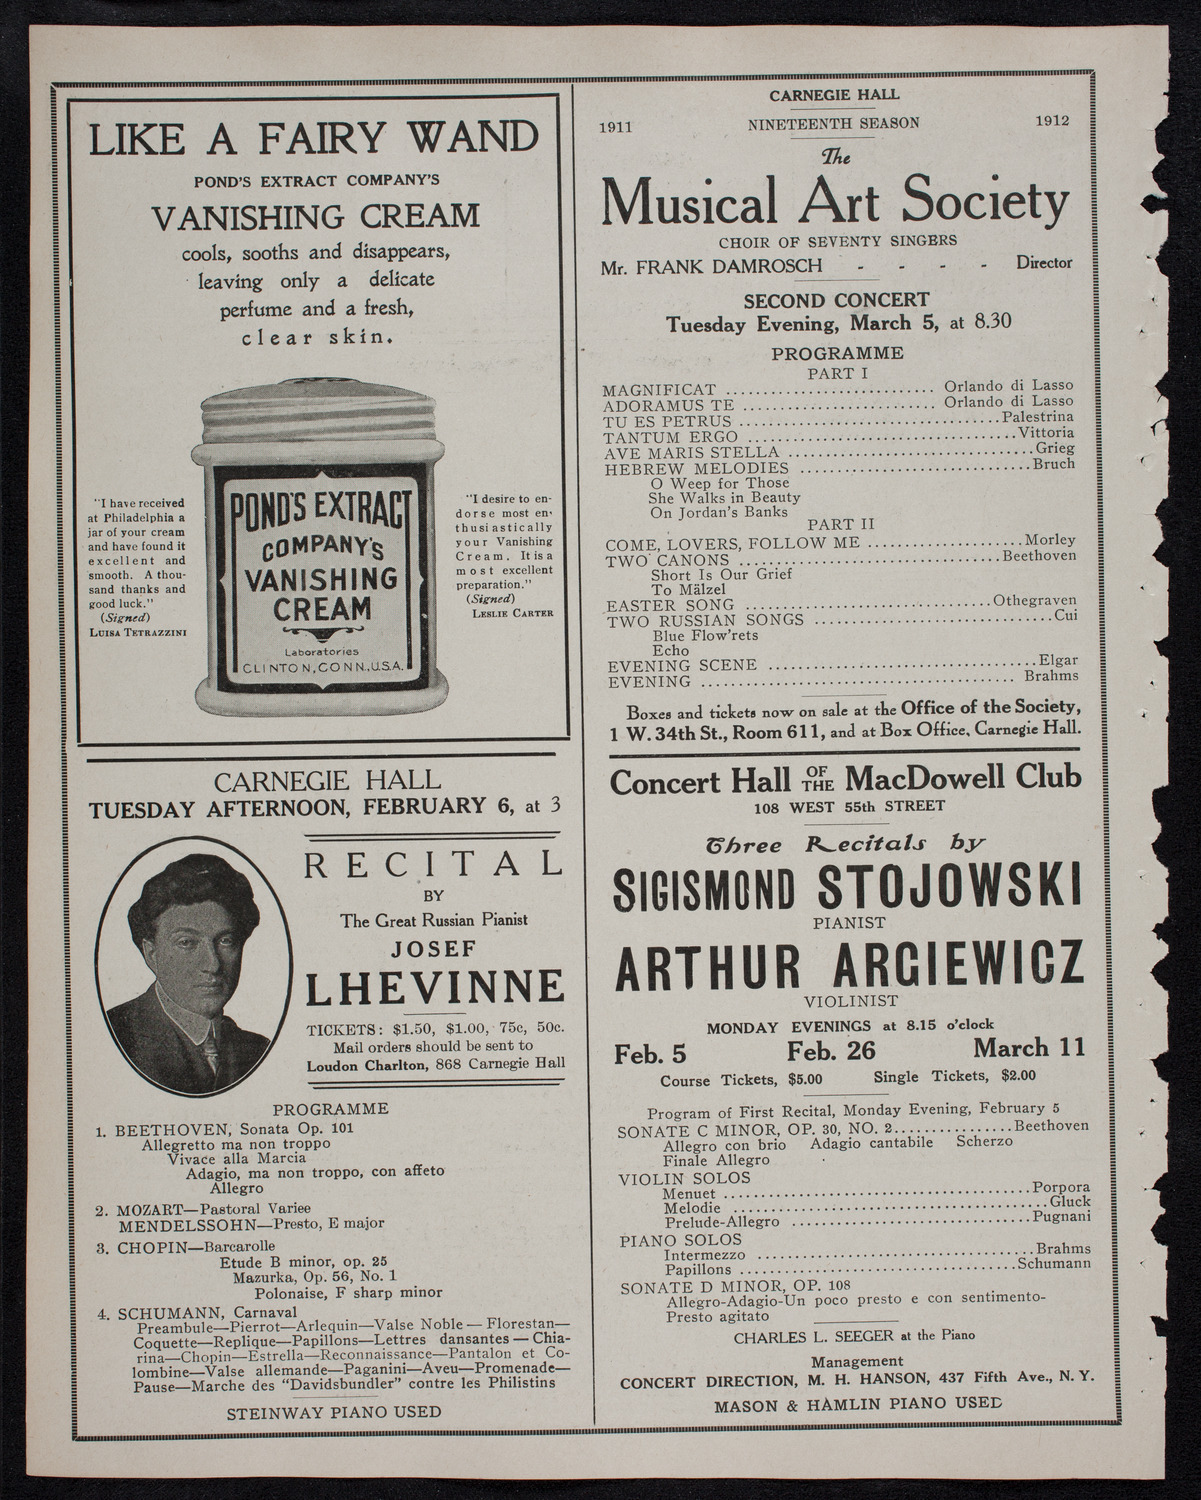 LIKE A FAIRY WAND
POND'S EXTRACT COMPANY'S
VANISHING CREAM
cools, sooths and disappears,
leaving only a delicate
perfume and a fresh,
clear skin.
"I have received
at Philadelphia a
jar of your cream
and have found it
excellent and
smooth. A thou-
sand thanks and
good luck."
(Signed)
LUISA TETRAZZINI
POND'S EXTRACT
COMPANY'S
VANISHING
CREAM
Laboratories
CLINTON, CONN., U.S.A.
"I desire to en-
dorse most en-
thusiastically
your Vanishing
Cream. It is a
most excellent
preparation."
(Signed)
LESLIE CARTER
CARNEGIE HALL
TUESDAY AFTERNOON, FEBRUARY 6, at 3
RECITAL
BY
The Great Russian Pianist
JOSEF
LHEVINNE
TICKETS: $1.50, $1.00, 75c, 50c.
Mail orders should be sent to
Loudon Charlton, 868 Carnegie Hall
PROGRAMME
1. BEETHOVEN, Sonata Op. 101
Allegretto ma non troppo
Vivace alla Marcia
Adagio, ma non troppo, con affeto
Allegro
2. MOZART—Pastoral Variee
MENDELSSOHN—Presto, E major
3. CHOPIN—Barcarolle
Etude B minor, op. 25
Mazurka, Op. 56, No. 1
Polonaise, F sharp minor
4. SCHUMANN, Carnaval
Preambule—Pierrot—Arlequin—Valse Noble—Florestan—
Coquette—Replique—Papillons—Lettres dansantes—Chia-
rina—Chopin—Estrella—Reconnaissance—Pantalon et Co-
lombine—Valse allemande—Paganini—Aveu—Promenade—
Pause—Marche des "Davidsbundler" contre les Philistins
STEINWAY PIANO USED
CARNEGIE HALL
1911 NINETEENTH SEASON 1912
The
Musical Art Society
CHOIR OF SEVENTY SINGERS
Mr. FRANK DAMROSCH - - - - Director
SECOND CONCERT
Tuesday Evening, March 5, at 8.30
PROGRAMME
PART I
MAGNIFICAT .......................... Orlando di Lasso
ADORAMUS TE ........................ Orlando di Lasso
TU ES PETRUS .................................Palestrina
TANTUM ERGO .................................Vittoria
AVE MARIS STELLA ...............................Grieg
HEBREW MELODIES .............................Bruch
O Weep for Those
She Walks in Beauty
On Jordan's Banks
PART II
COME, LOVERS, FOLLOW ME ...................Morley
TWO CANONS .................................Beethoven
Short Is Our Grief
To Mälzel
EASTER SONG ...............................Othegraven
TWO RUSSIAN SONGS ...............................Cui
Blue Flow'rets
Echo
EVENING SCENE .................................Elgar
EVENING ....................................... Brahms
Boxes and tickets now on sale at the Office of the Society,
1 W. 34th St., Room 611, and at Box Office, Carnegie Hall.
Concert Hall OF THE MacDowell Club
108 WEST 55th STREET
Three Recitals by
SIGISMOND STOJOWSKI
PIANIST
ARTHUR ARGIEWICZ
VIOLINIST
MONDAY EVENINGS at 8.15 o'clock
Feb. 5 Feb. 26 March 11
Course Tickets, $5.00 Single Tickets, $2.00
Program of First Recital, Monday Evening, February 5
SONATE C MINOR, OP. 30, NO. 2...............Beethoven
Allegro con brio Adagio cantabile Scherzo
Finale Allegro
VIOLIN SOLOS
Menuet .......................................Porpora
Melodie .......................................Gluck
Prelude-Allegro ..............................Pugnani
PIANO SOLOS
Intermezzo ...................................Brahms
Papillons ...................................Schumann
SONATE D MINOR, OP. 108
Allegro-Adagio-Un poco presto e con sentimento-
Presto agitato
CHARLES L. SEEGER at the Piano
Management
CONCERT DIRECTION, M. H. HANSON, 437 Fifth Ave., N. Y.
MASON & HAMLIN PIANO USED